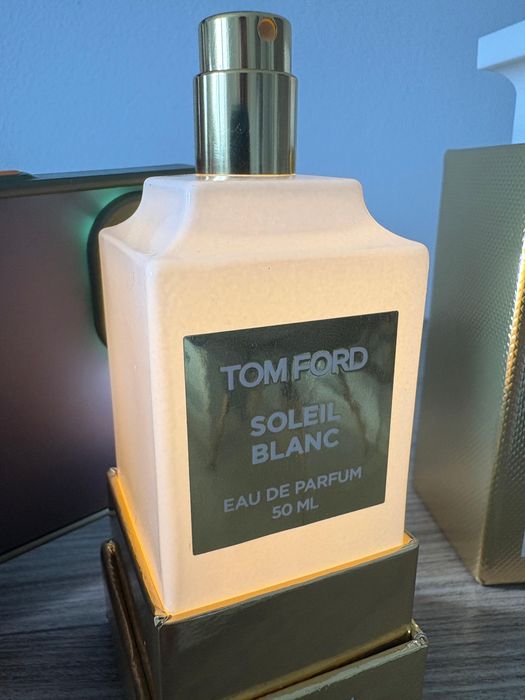 TOM FORD
SOLEIL
BLANC
EAU DE PARFUM
50 ML